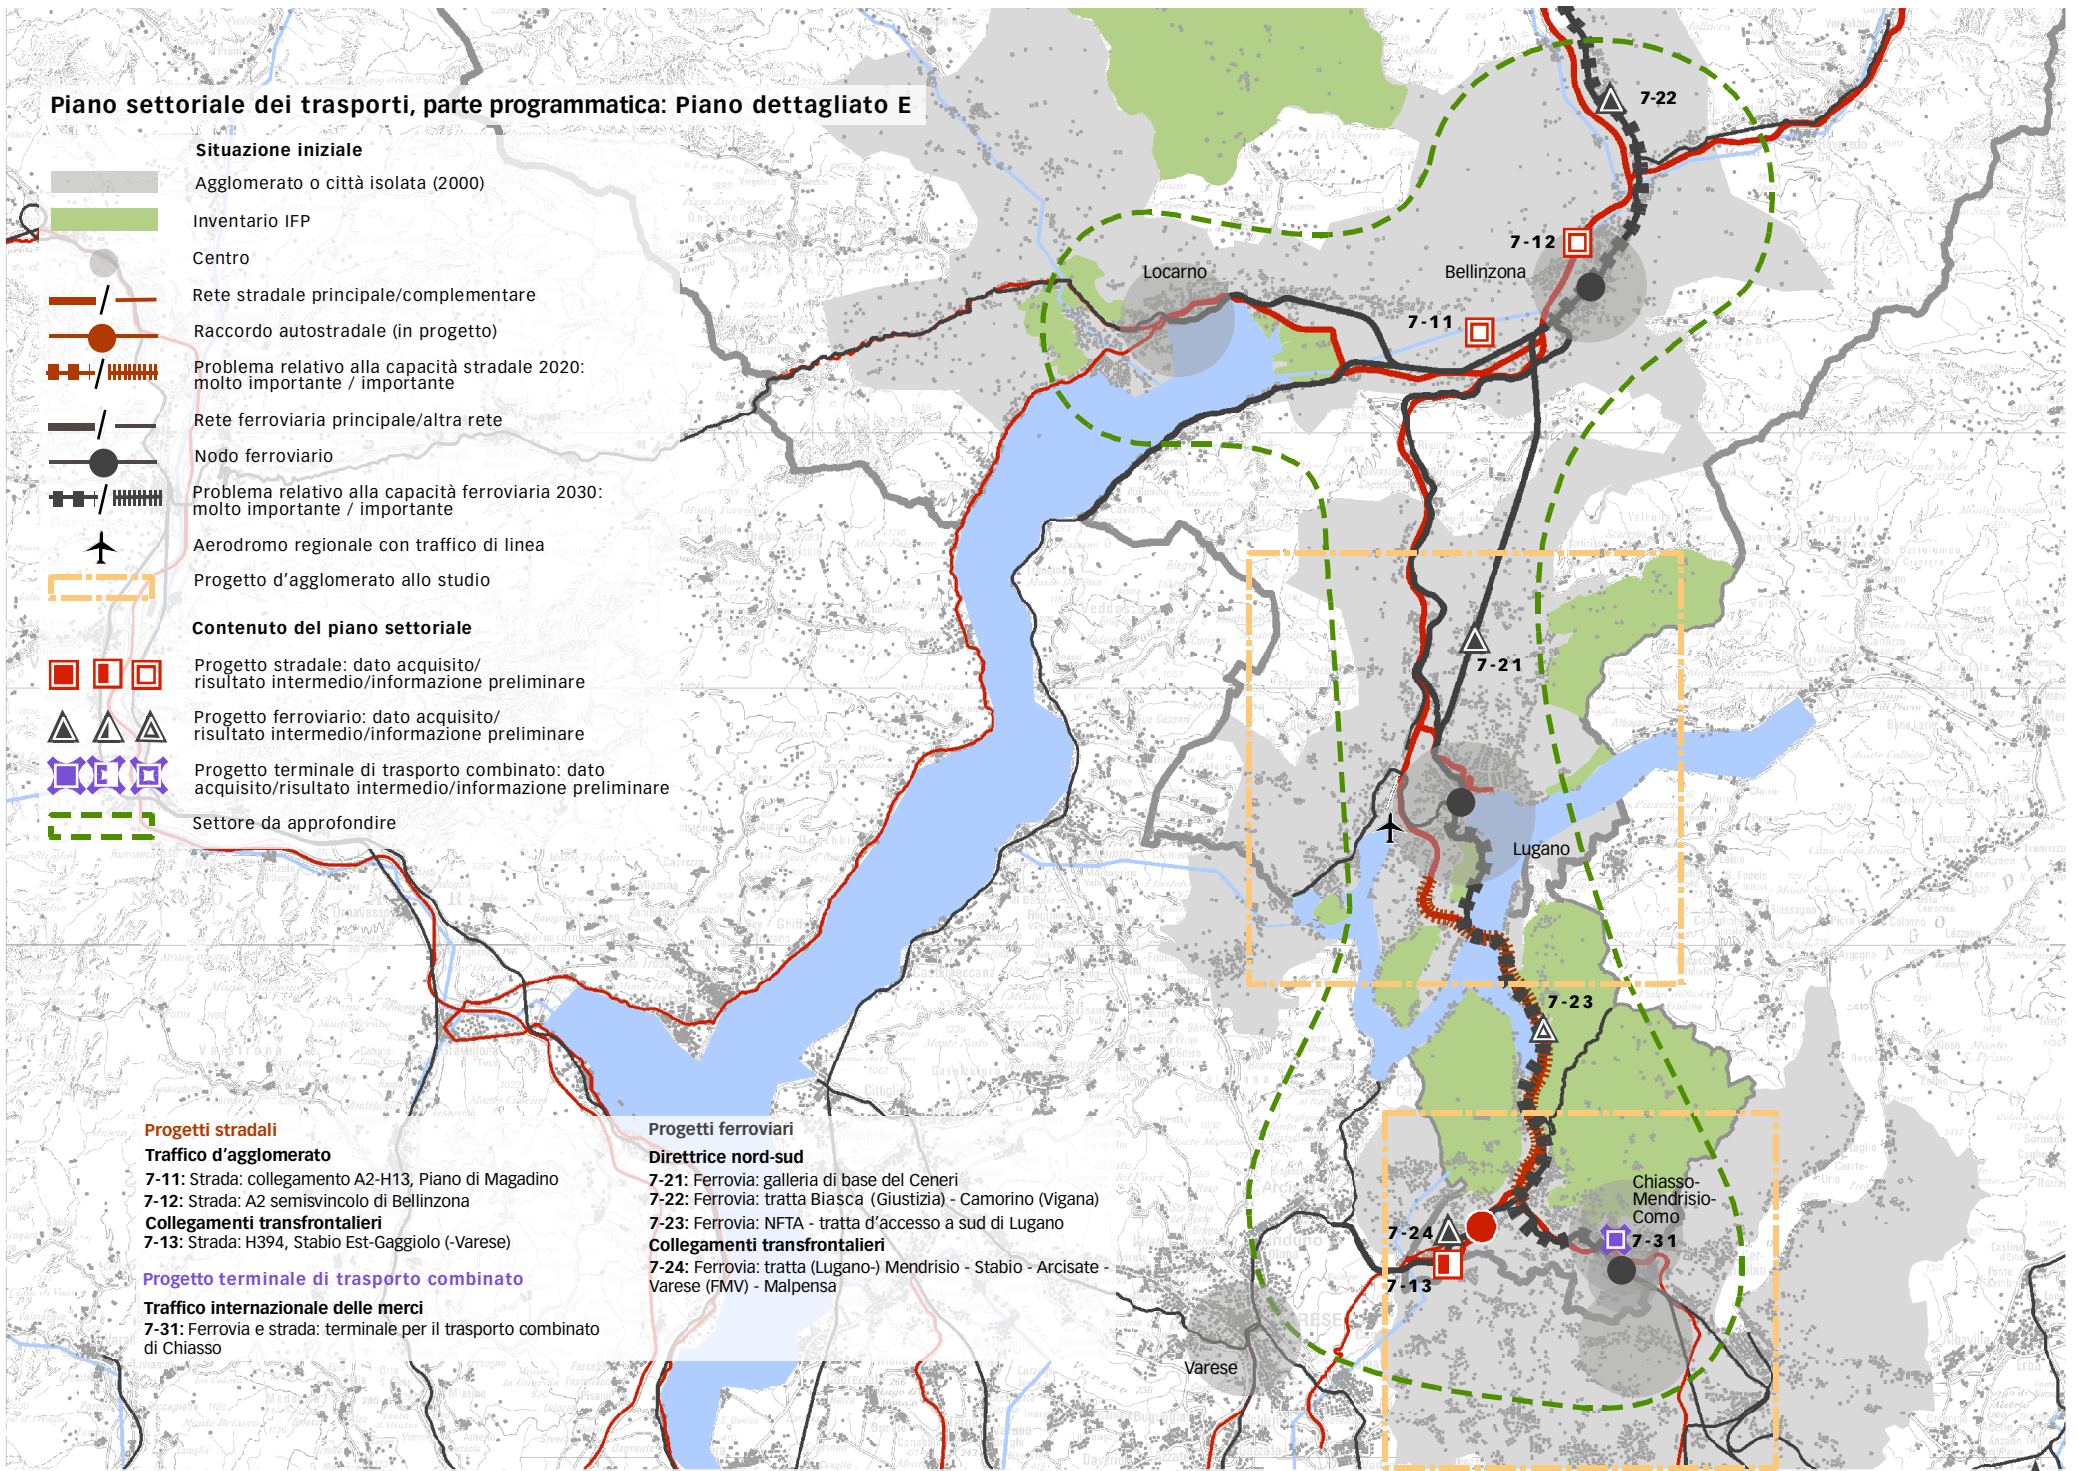 Piano settoriale dei trasporti, parte programmatica: Piano dettagliato E
Situazione iniziale
Agglomerato o città isolata (2000)
Inventario IFP
Centro
Rete stradale principale/complementare
Raccordo autostradale (in progetto)
Problema relativo alla capacità stradale 2020:
molto importante / importante
Rete ferroviaria principale/altra rete
Nodo ferroviario
Problema relativo alla capacità ferroviaria 2030:
molto importante / importante
Aerodromo regionale con traffico di linea
Progetto d'agglomerato allo studio
Contenuto del piano settoriale
Progetto stradale: dato acquisito/
risultato intermedio/informazione preliminare
Progetto ferroviario: dato acquisito/
risultato intermedio/informazione preliminare
Progetto terminale di trasporto combinato: dato
acquisito/risultato intermedio/informazione preliminare
Settore da approfondire
7-22
7-12
Locarno
Bellinzona
7-11
7-21
Lugano
7-23
Chiasso-
Mendrisio-
Como
7-24
7-31
7-13
Varese
Progetti stradali
Traffico d'agglomerato
7-11: Strada: collegamento A2-H13, Piano di Magadino
7-12: Strada: A2 semisvincolo di Bellinzona
Collegamenti transfrontalieri
7-13: Strada: H394, Stabio Est-Gaggiolo (-Varese)
Progetto terminale di trasporto combinato
Traffico internazionale delle merci
7-31: Ferrovia e strada: terminale per il trasporto combinato
di Chiasso
Progetti ferroviari
Direttrice nord-sud
7-21: Ferrovia: galleria di base del Ceneri
7-22: Ferrovia: tratta Biasca (Giustizia) - Camorino (Vigana)
7-23: Ferrovia: NFTA - tratta d'accesso a sud di Lugano
Collegamenti transfrontalieri
7-24: Ferrovia: tratta (Lugano-) Mendrisio - Stabio - Arcisate -
Varese (FMV) - Malpensa